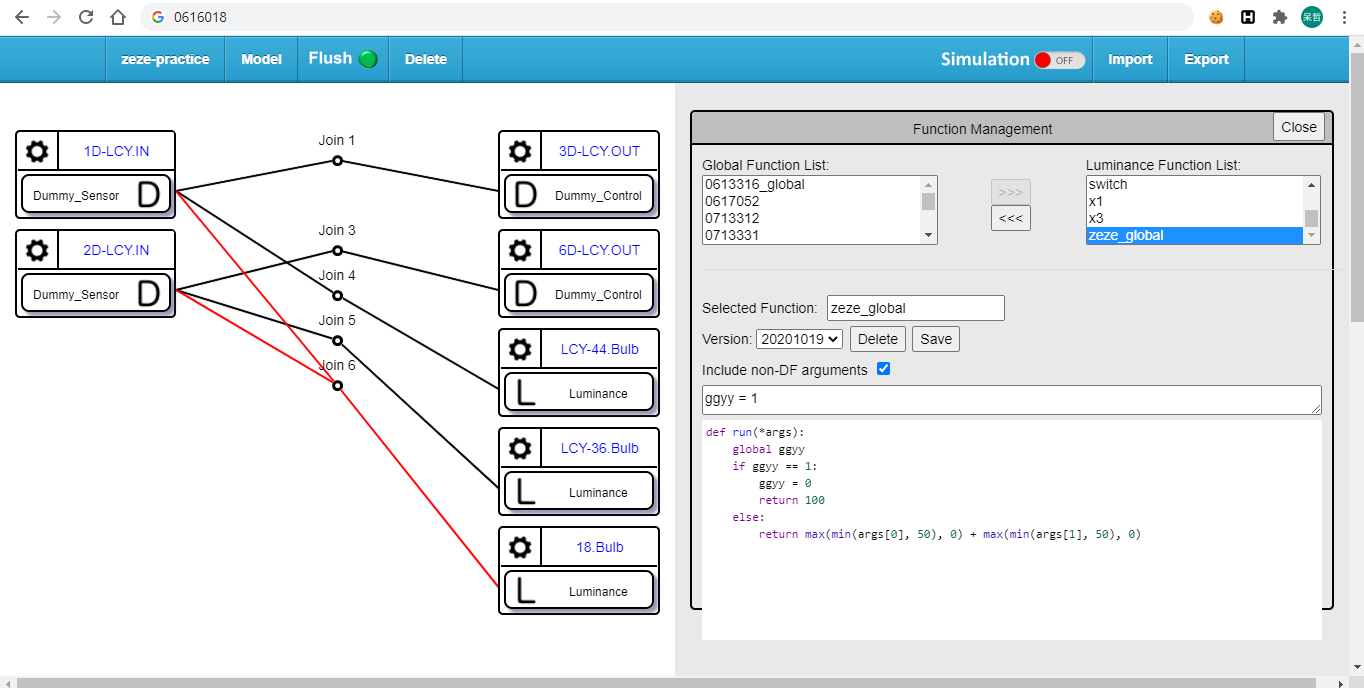 0616018
呆哲
zeze-practice Model Flush Delete Simulation OFF Import Export
1D-LCY.IN
Dummy_Sensor D
2D-LCY.IN
Dummy_Sensor D
Join 1
Join 3
Join 4
Join 5
Join 6
3D-LCY.OUT
D Dummy_Control
6D-LCY.OUT
D Dummy_Control
LCY-44.Bulb
L Luminance
LCY-36.Bulb
L Luminance
18.Bulb
L Luminance
Function Management Close
Global Function List:
0613316_global
0617052
0713312
0713331
>>>
<<<
Luminance Function List:
switch
x1
x3
zeze_global
Selected Function: zeze_global
Version: 20201019 Delete Save
Include non-DF arguments
ggyy = 1
def run(*args):
    global ggyy
    if ggyy == 1:
        ggyy = 0
        return 100
    else:
        return max(min(args[0], 50), 0) + max(min(args[1], 50), 0)